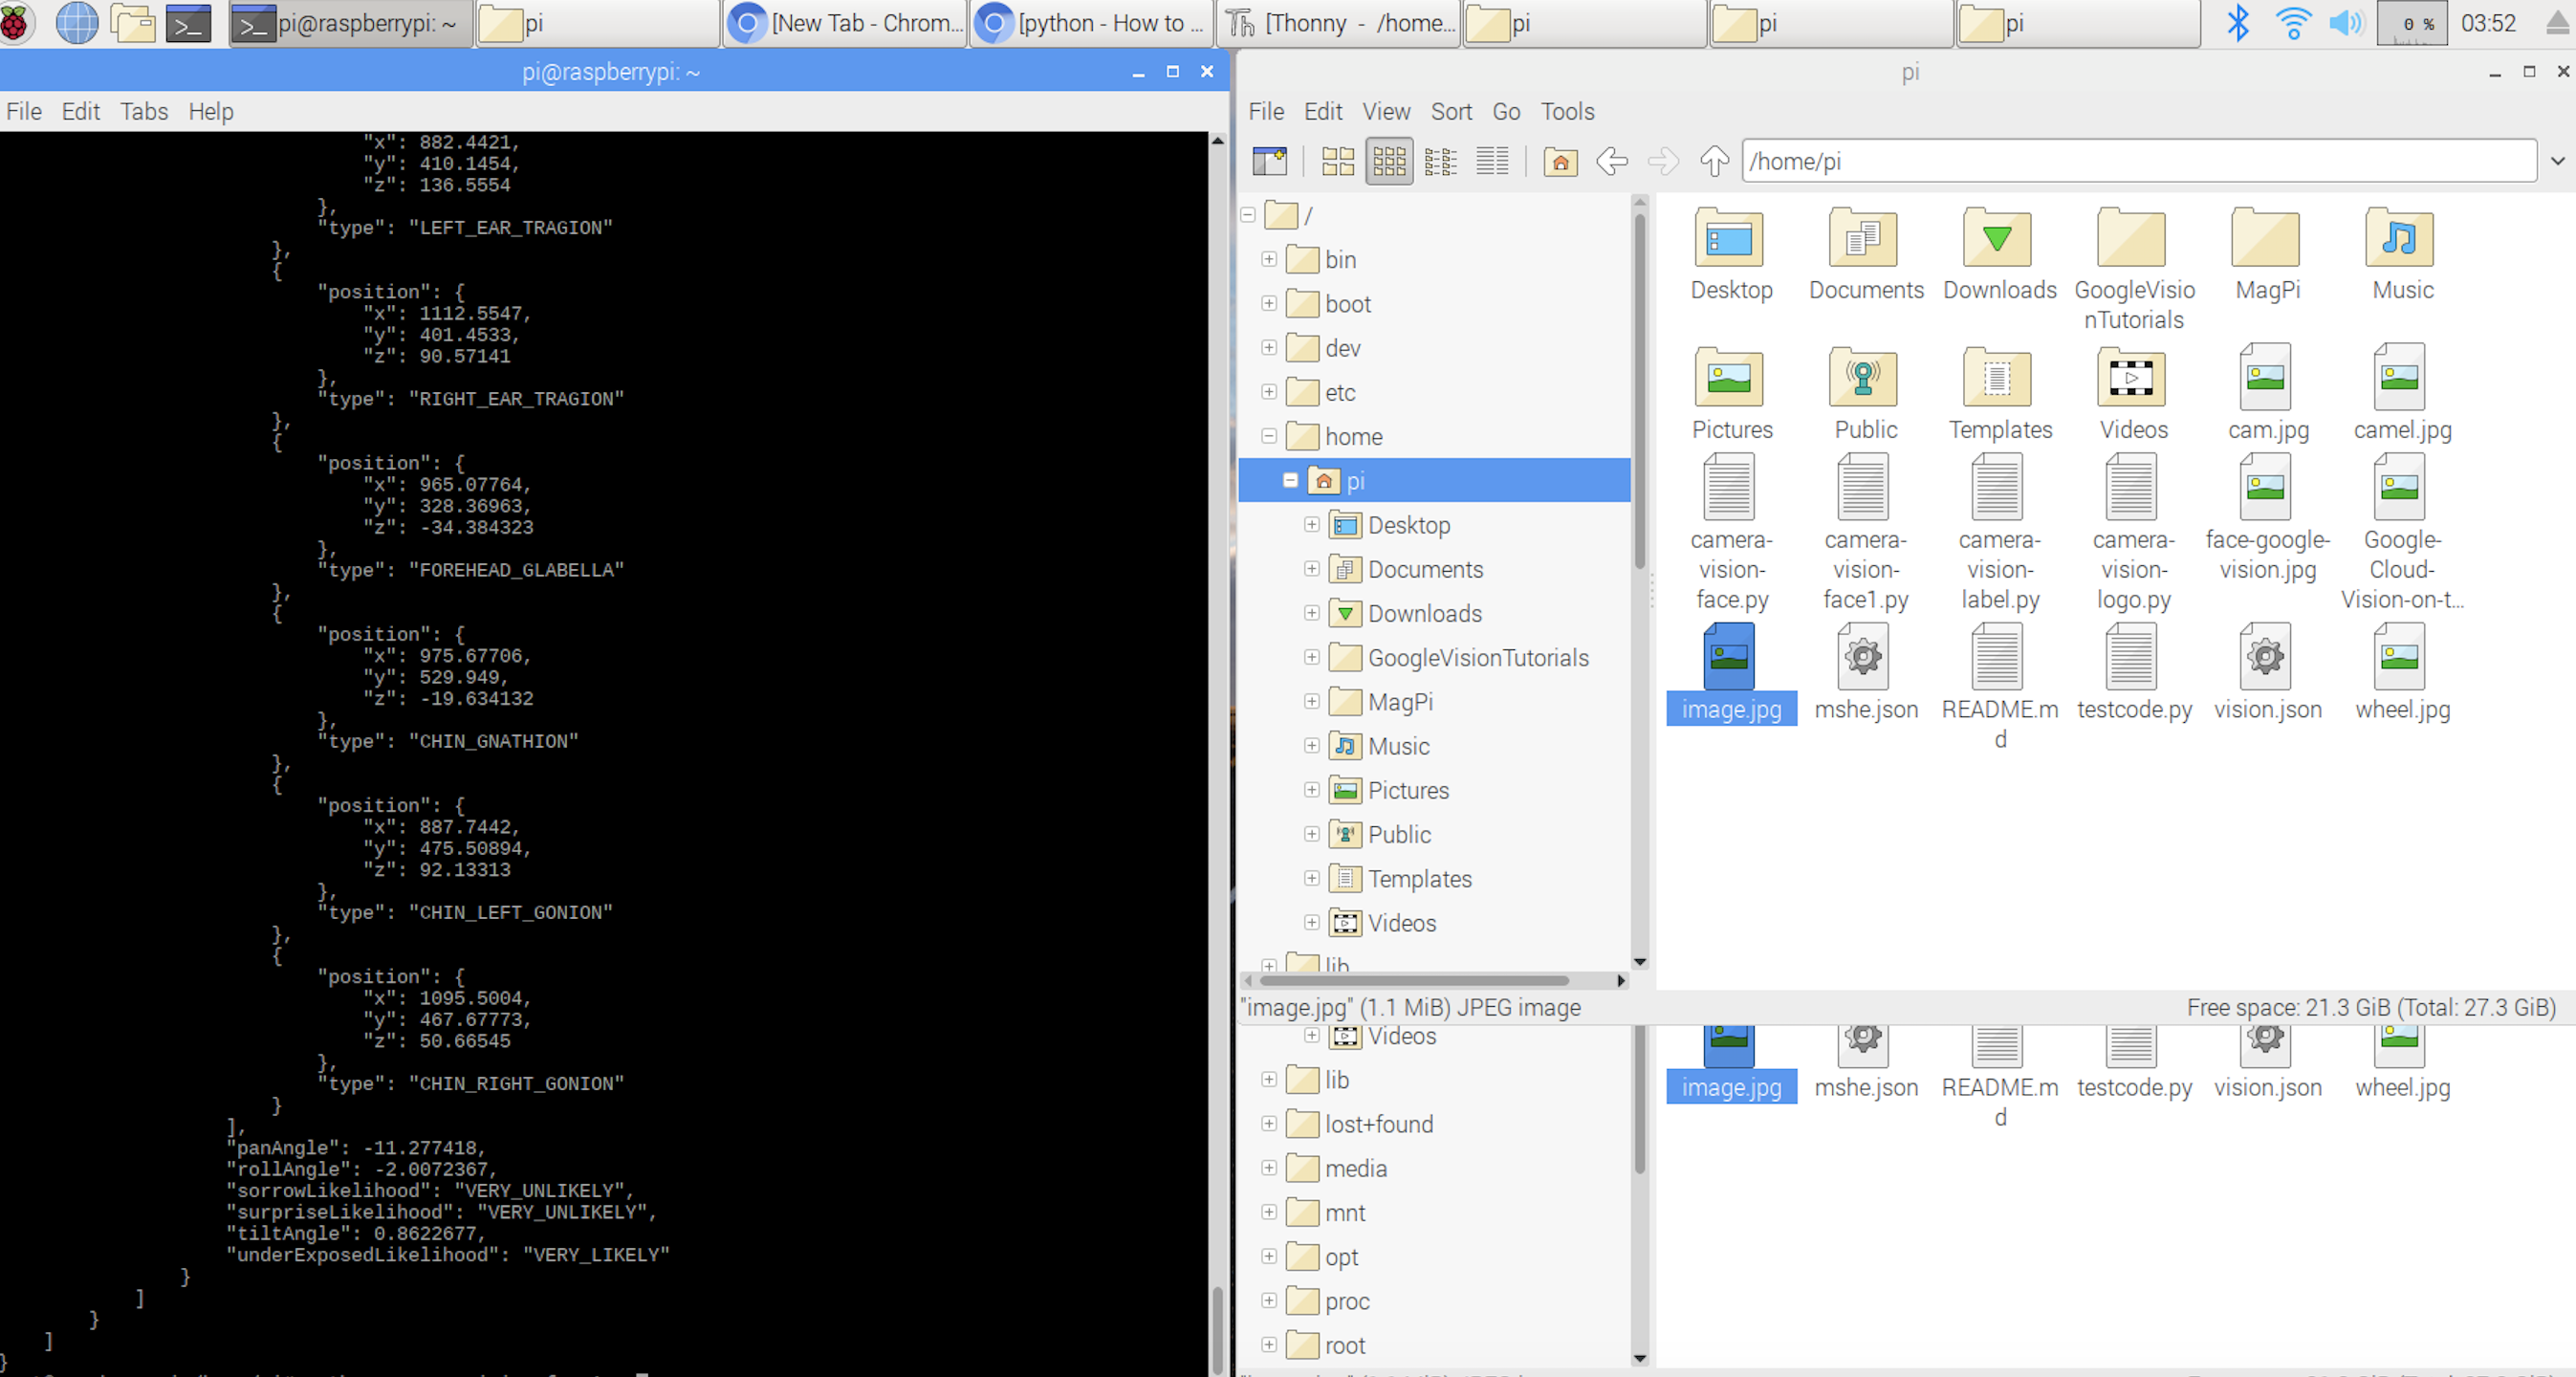 pi@raspberrypi: ~
pi
[New Tab - Chrom...
[python - How to ...
[Thonny - /home...
pi
pi
pi
0 %
03:52
pi@raspberrypi: ~
File Edit Tabs Help
"x": 882.4421,
"y": 410.1454,
"z": 136.5554
},
"type": "LEFT_EAR_TRAGION"
},
{
"position": {
"x": 1112.5547,
"y": 401.4533,
"z": 90.57141
},
"type": "RIGHT_EAR_TRAGION"
},
{
"position": {
"x": 965.07764,
"y": 328.36963,
"z": -34.384323
},
"type": "FOREHEAD_GLABELLA"
},
{
"position": {
"x": 975.67706,
"y": 529.949,
"z": -19.634132
},
"type": "CHIN_GNATHION"
},
{
"position": {
"x": 887.7442,
"y": 475.50894,
"z": 92.13313
},
"type": "CHIN_LEFT_GONION"
},
{
"position": {
"x": 1095.5004,
"y": 467.67773,
"z": 50.66545
},
"type": "CHIN_RIGHT_GONION"
}
],
"panAngle": -11.277418,
"rollAngle": -2.0072367,
"sorrowLikelihood": "VERY_UNLIKELY",
"surpriseLikelihood": "VERY_UNLIKELY",
"tiltAngle": 0.8622677,
"underExposedLikelihood": "VERY_LIKELY"
}
]
}
]
}
pi
File Edit View Sort Go Tools
/home/pi
/
bin
boot
dev
etc
home
pi
Desktop
Documents
Downloads
GoogleVisionTutorials
MagPi
Music
Pictures
Public
Templates
Videos
lib
Desktop
Documents
Downloads
GoogleVisio
nTutorials
MagPi
Music
Pictures
Public
Templates
Videos
cam.jpg
camel.jpg
camera-
vision-
face.py
camera-
vision-
face1.py
camera-
vision-
label.py
camera-
vision-
logo.py
face-google-
vision.jpg
Google-
Cloud-
Vision-on-t...
image.jpg
mshe.json
README.m
d
testcode.py
vision.json
wheel.jpg
"image.jpg" (1.1 MiB) JPEG image
Free space: 21.3 GiB (Total: 27.3 GiB)
Videos
lib
lost+found
media
mnt
opt
proc
root
image.jpg
mshe.json
README.m
d
testcode.py
vision.json
wheel.jpg